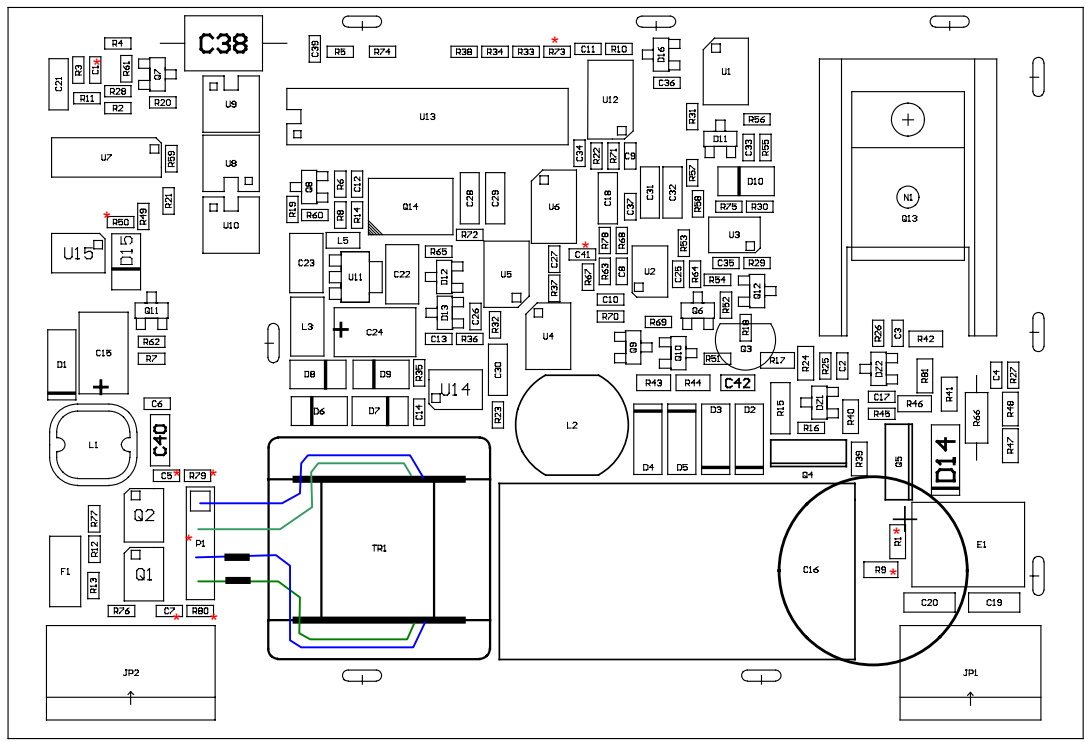 R4
C38
C39
R5
R74
R38
R34
R33
*
R73
C11
R10
D16
C36
U1
C21
R3
C1*
R61
Q7
R11
R28
R2
R20
U9
U13
U12
R31
R56
D11
C33
R55
U7
R59
U8
C34
R22
R71
C9
R57
D10
N1
Q13
R21
Q8
R6
C12
R19
R60
R8
R14
Q14
C28
C29
U6
C18
C37
C31
C32
R58
R75
R30
*
R50
R49
U10
U15
D15
C23
L5
U11
C22
R72
R65
D12
U5
C27
R37
*
C41
R78
R68
R67
R63
C8
U2
R53
U3
C35
R29
C25
R64
R54
Q12
Q11
R62
R7
C15
D1
L3
C24
D13
C26
R32
C13
R36
U4
C10
R70
R69
Q6
R52
R18
Q3
Q9
Q10
R51
R17
R24
R25
C2
R26
C3
R42
DZ2
D8
D9
R35
U14
C30
R43
R44
C42
R15
DZ1
R40
C17
R45
R46
R81
R41
R66
C4
R27
R48
R47
D6
D7
C14
R23
L2
D4
D5
D3
D2
R16
Q4
R39
Q5
D14
C6
L1
C40
C5*
R79*
Q2
R77
R12
*
P1
Q1
F1
R13
R76
C7*
R80*
TR1
C16
R1*
R9*
E1
C20
C19
JP2
JP1